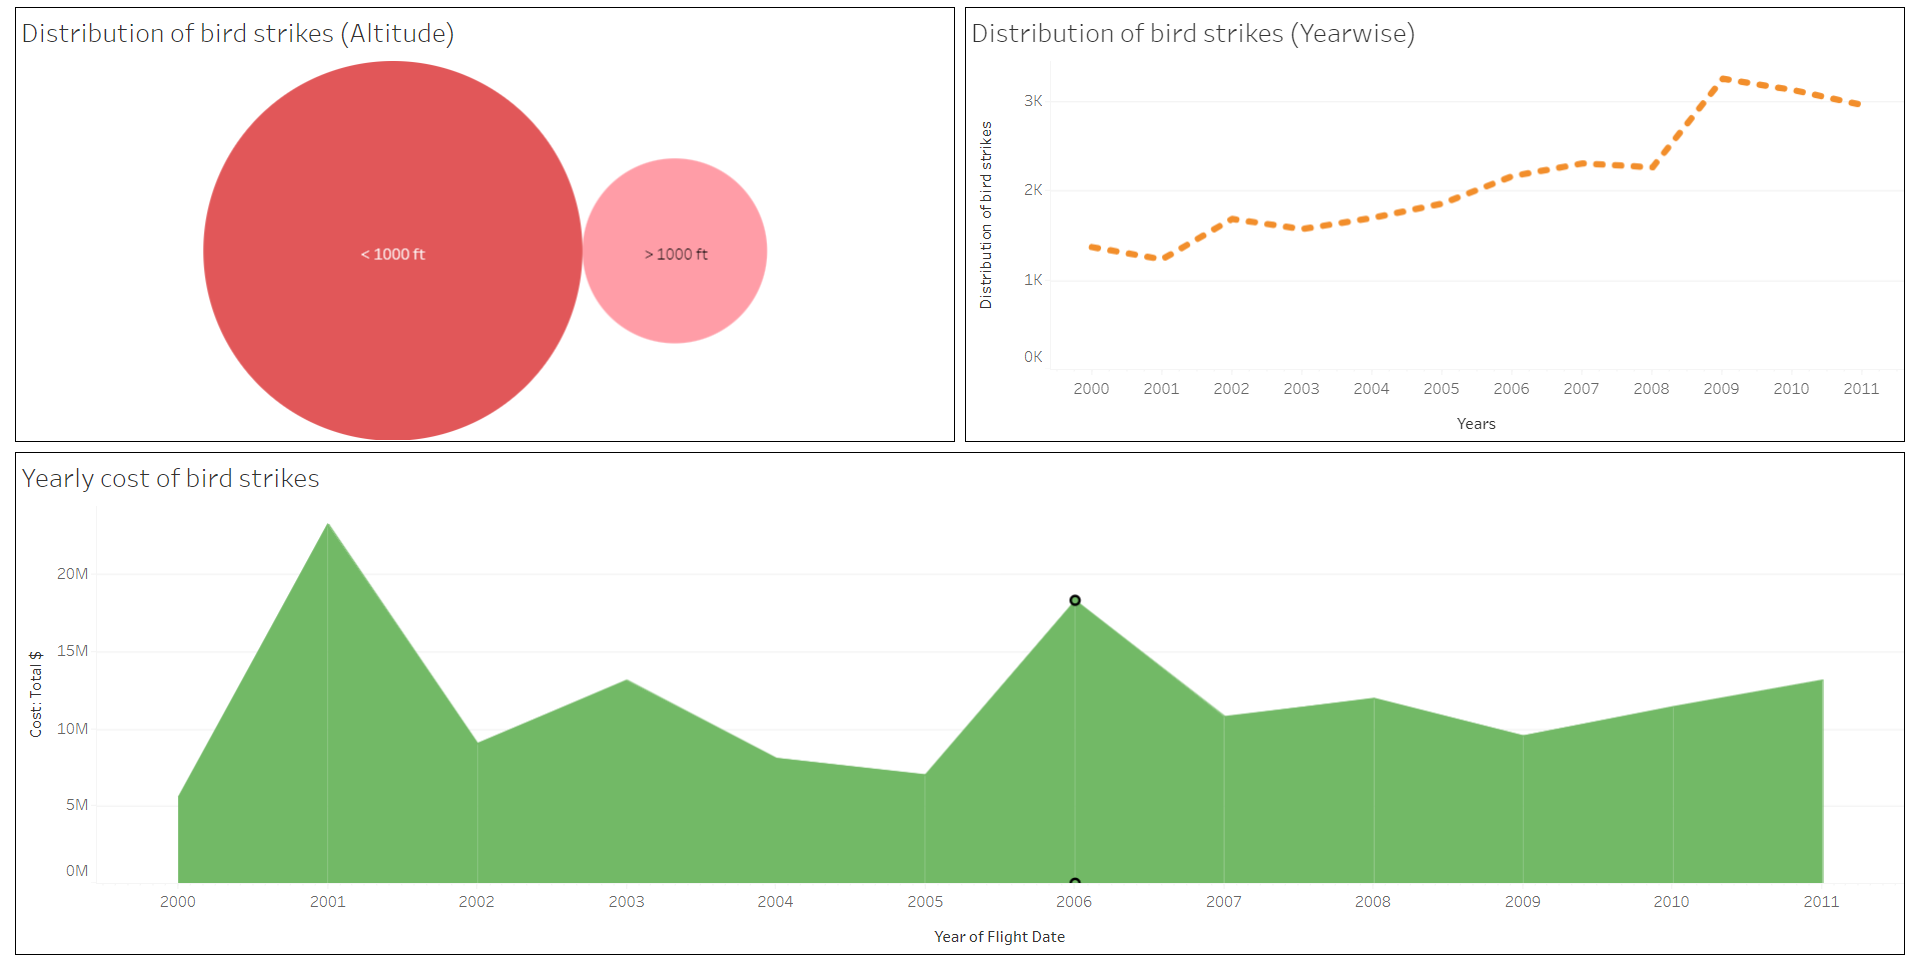 Distribution of bird strikes (Altitude)
< 1000 ft
> 1000 ft
Distribution of bird strikes (Yearwise)
Distribution of bird strikes
3K
2K
1K
0K
2000 2001 2002 2003 2004 2005 2006 2007 2008 2009 2010 2011
Years
Yearly cost of bird strikes
Cost: Total $
20M
15M
10M
5M
0M
2000 2001 2002 2003 2004 2005 2006 2007 2008 2009 2010 2011
Year of Flight Date